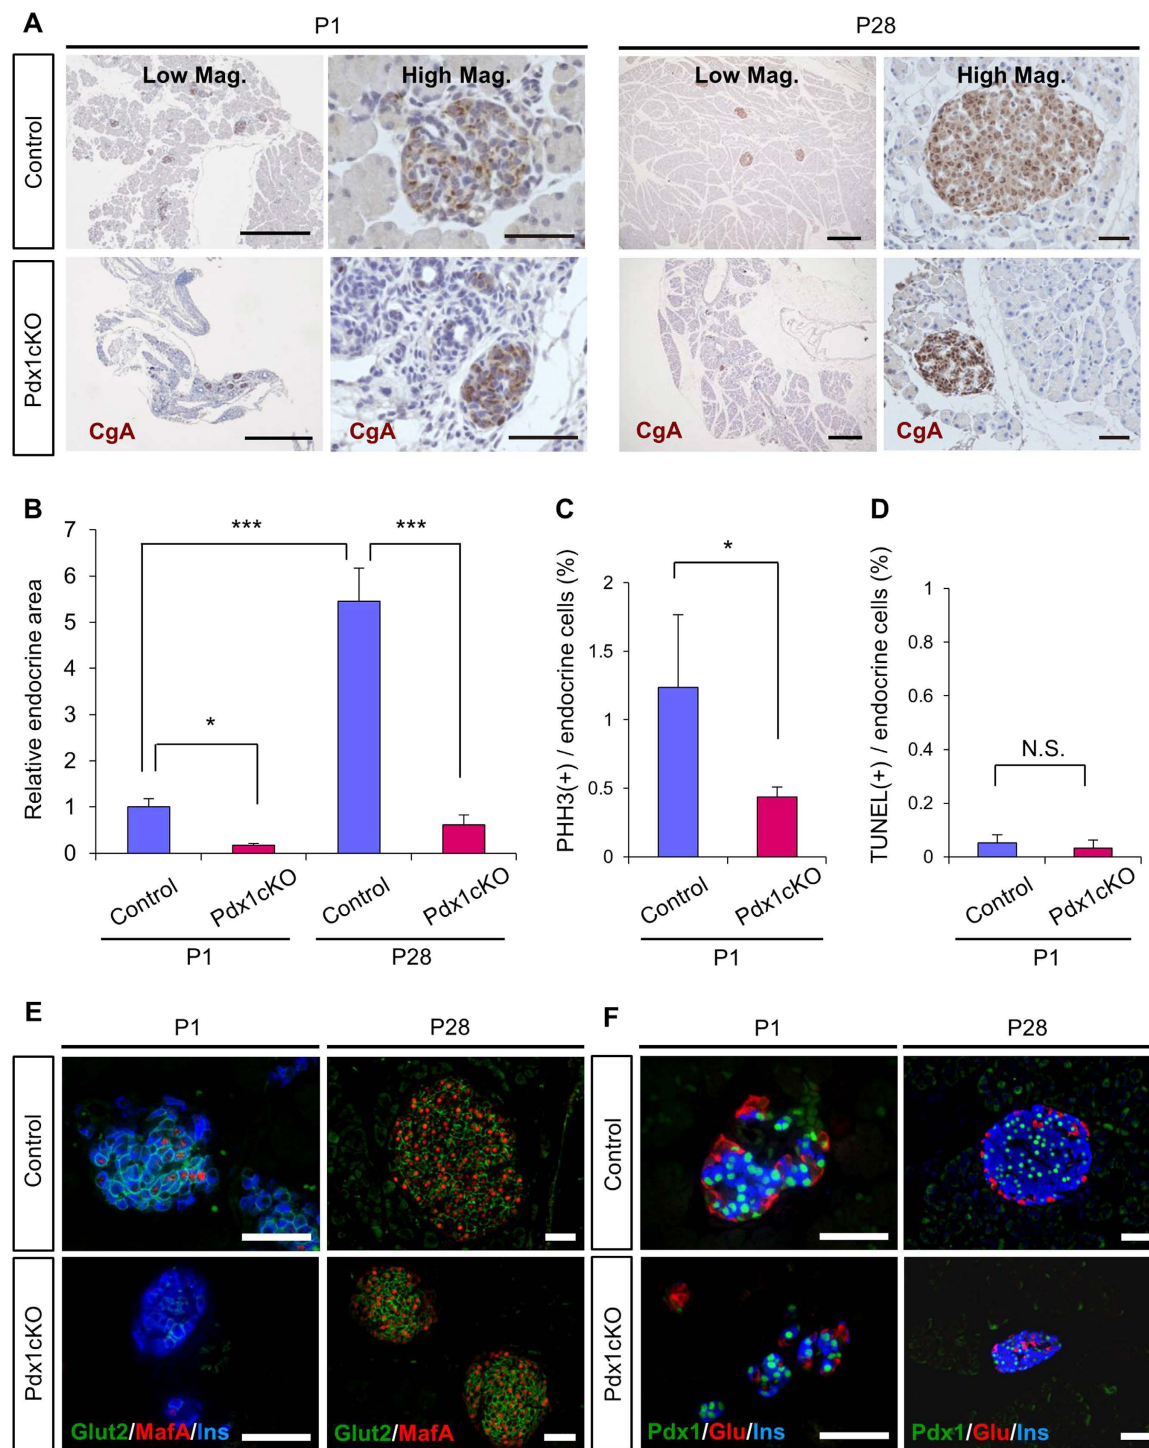 A
P1
P28
Control
Low Mag.
High Mag.
Low Mag.
High Mag.
Pdx1cKO
CgA
CgA
CgA
CgA
B
Relative endocrine area
7
6
5
4
3
2
1
0
***
***
*
Control
Pdx1cKO
Control
Pdx1cKO
P1
P28
C
PHH3(+) / endocrine cells (%)
2
1.5
1
0.5
0
*
Control
Pdx1cKO
P1
D
TUNEL(+) / endocrine cells (%)
1
0.8
0.6
0.4
0.2
0
N.S.
Control
Pdx1cKO
P1
E
P1
P28
Control
Pdx1cKO
Glut2/MafA/Ins
Glut2/MafA
F
P1
P28
Control
Pdx1cKO
Pdx1/Glu/Ins
Pdx1/Glu/Ins